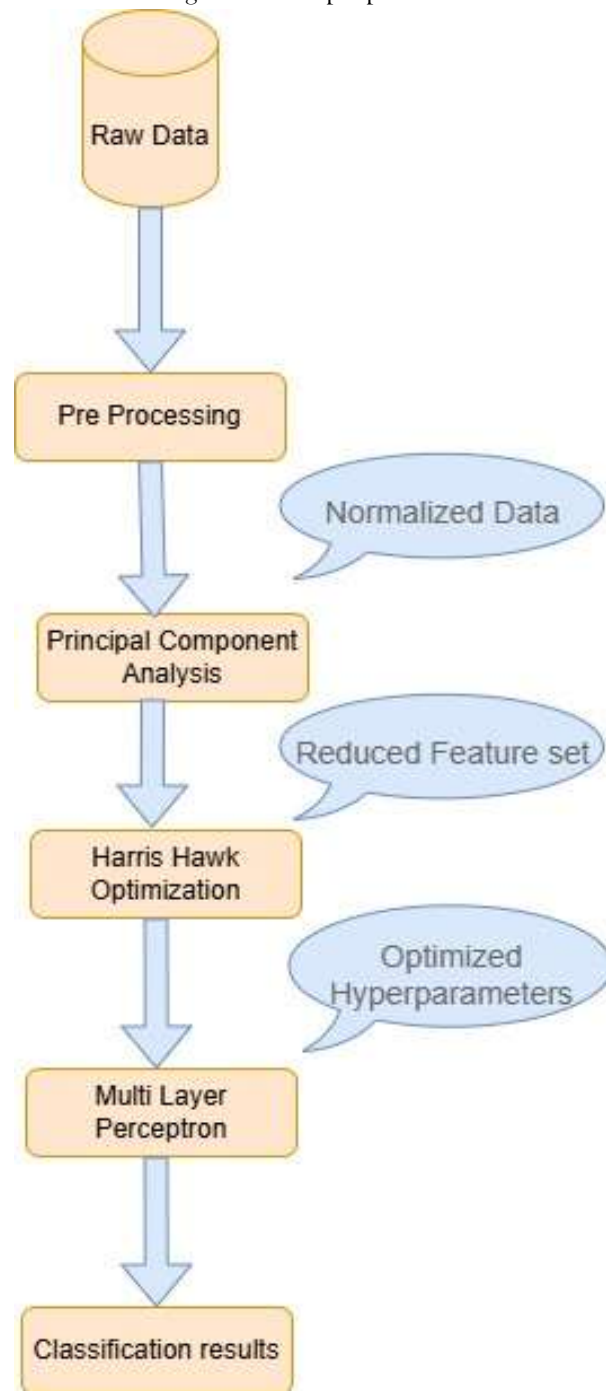 Raw Data
Pre Processing
Normalized Data
Principal Component
Analysis
Reduced Feature set
Harris Hawk
Optimization
Optimized
Hyperparameters
Multi Layer
Perceptron
Classification results